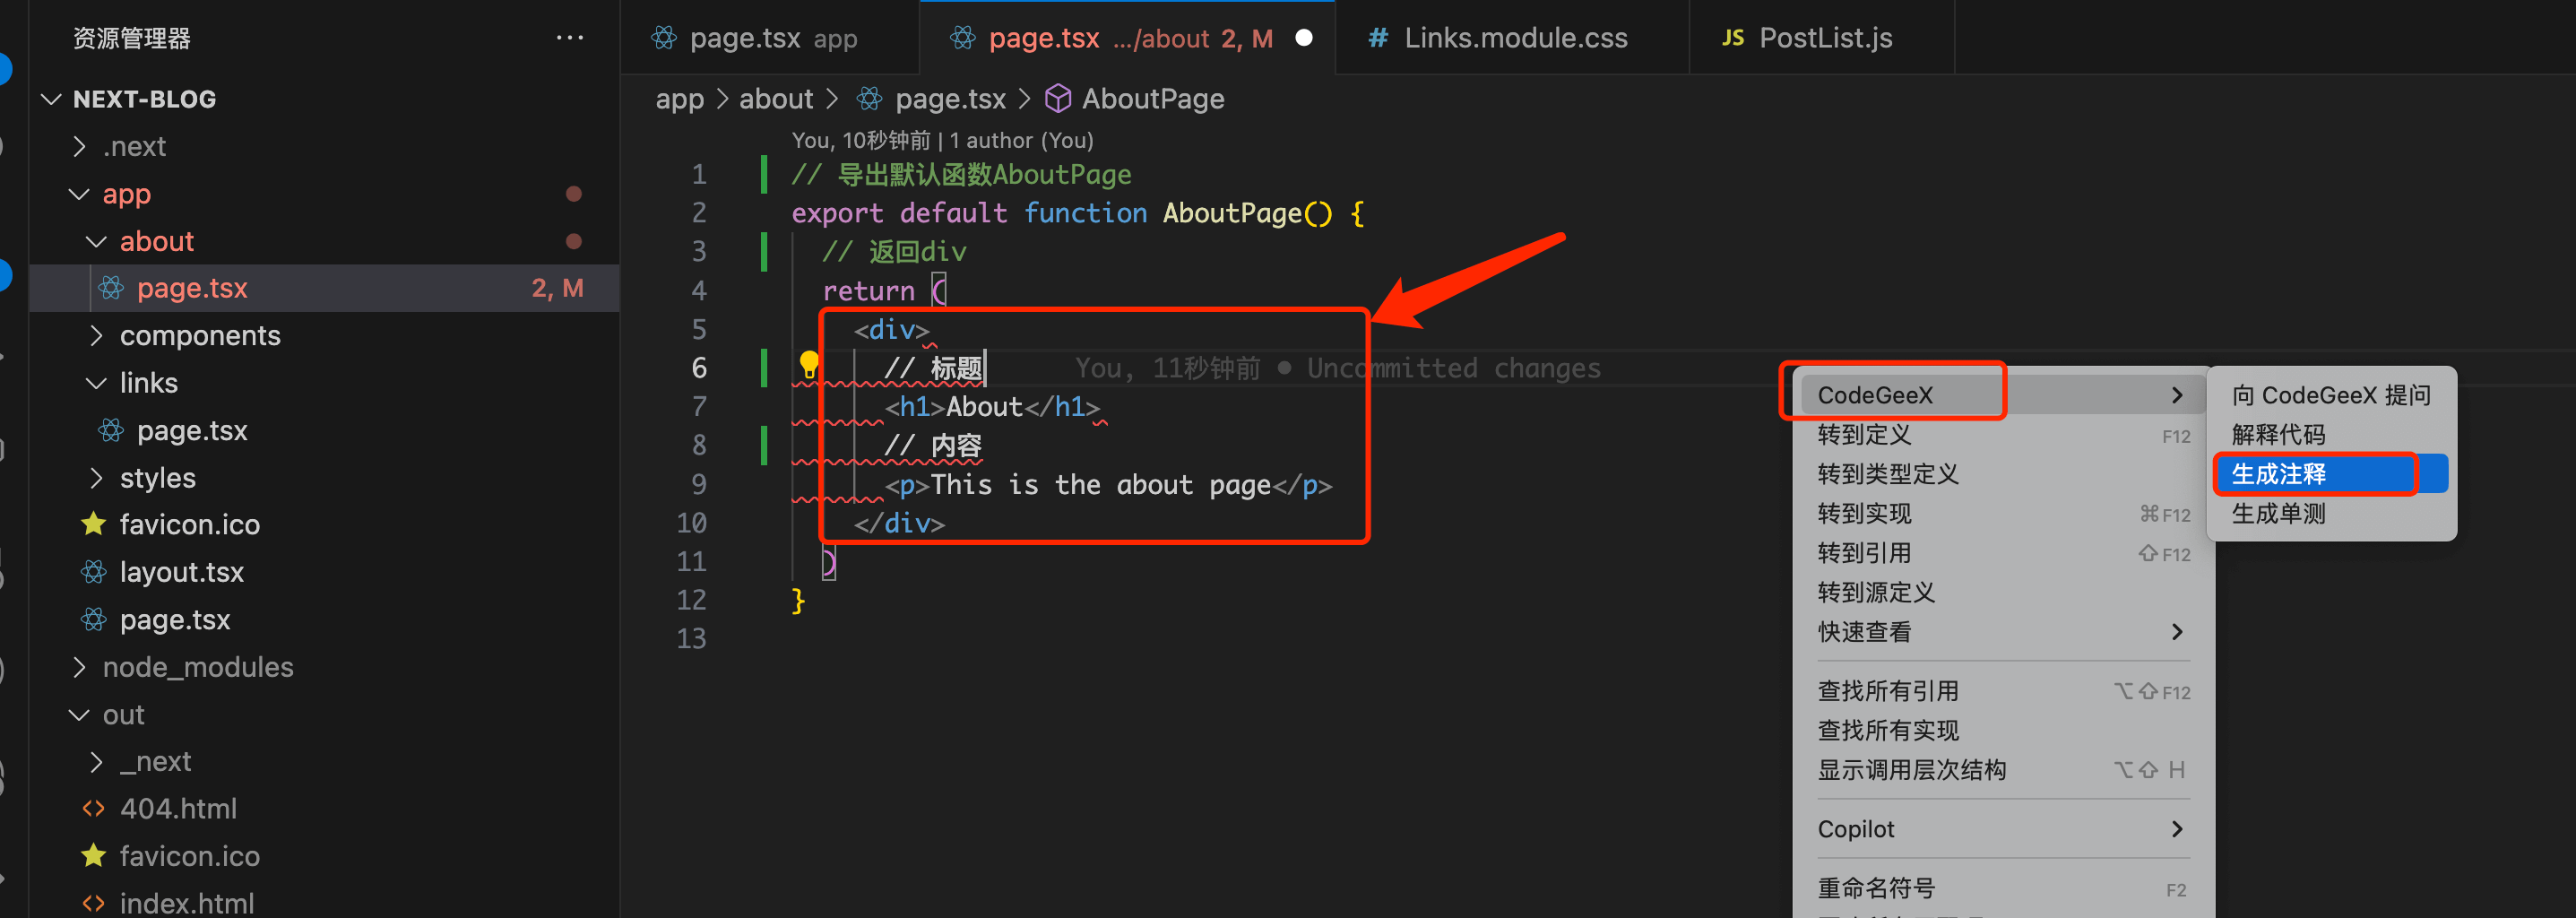 资源管理器 ···
NEXT-BLOG
.next
app
about
page.tsx 2, M
components
links
page.tsx
styles
favicon.ico
layout.tsx
page.tsx
node_modules
out
_next
404.html
favicon.ico
index.html
page.tsx app
page.tsx .../about 2, M
# Links.module.css
JS PostList.js
app > about > page.tsx > AboutPage
You, 10秒钟前 | 1 author (You)
1 // 导出默认函数AboutPage
2 export default function AboutPage() {
3 // 返回div
4 return (
5 <div>
6 // 标题 You, 11秒钟前 ● Uncommitted changes
7 <h1>About</h1>
8 // 内容
9 <p>This is the about page</p>
10 </div>
11 )
12 }
13
CodeGeeX
转到定义 F12
转到类型定义
转到实现 ⌘F12
转到引用 ⇧F12
转到源定义
快速查看
查找所有引用 ⌥⇧F12
查找所有实现
显示调用层次结构 ⌥⇧ H
Copilot
重命名符号 F2
向 CodeGeeX 提问
解释代码
生成注释
生成单测